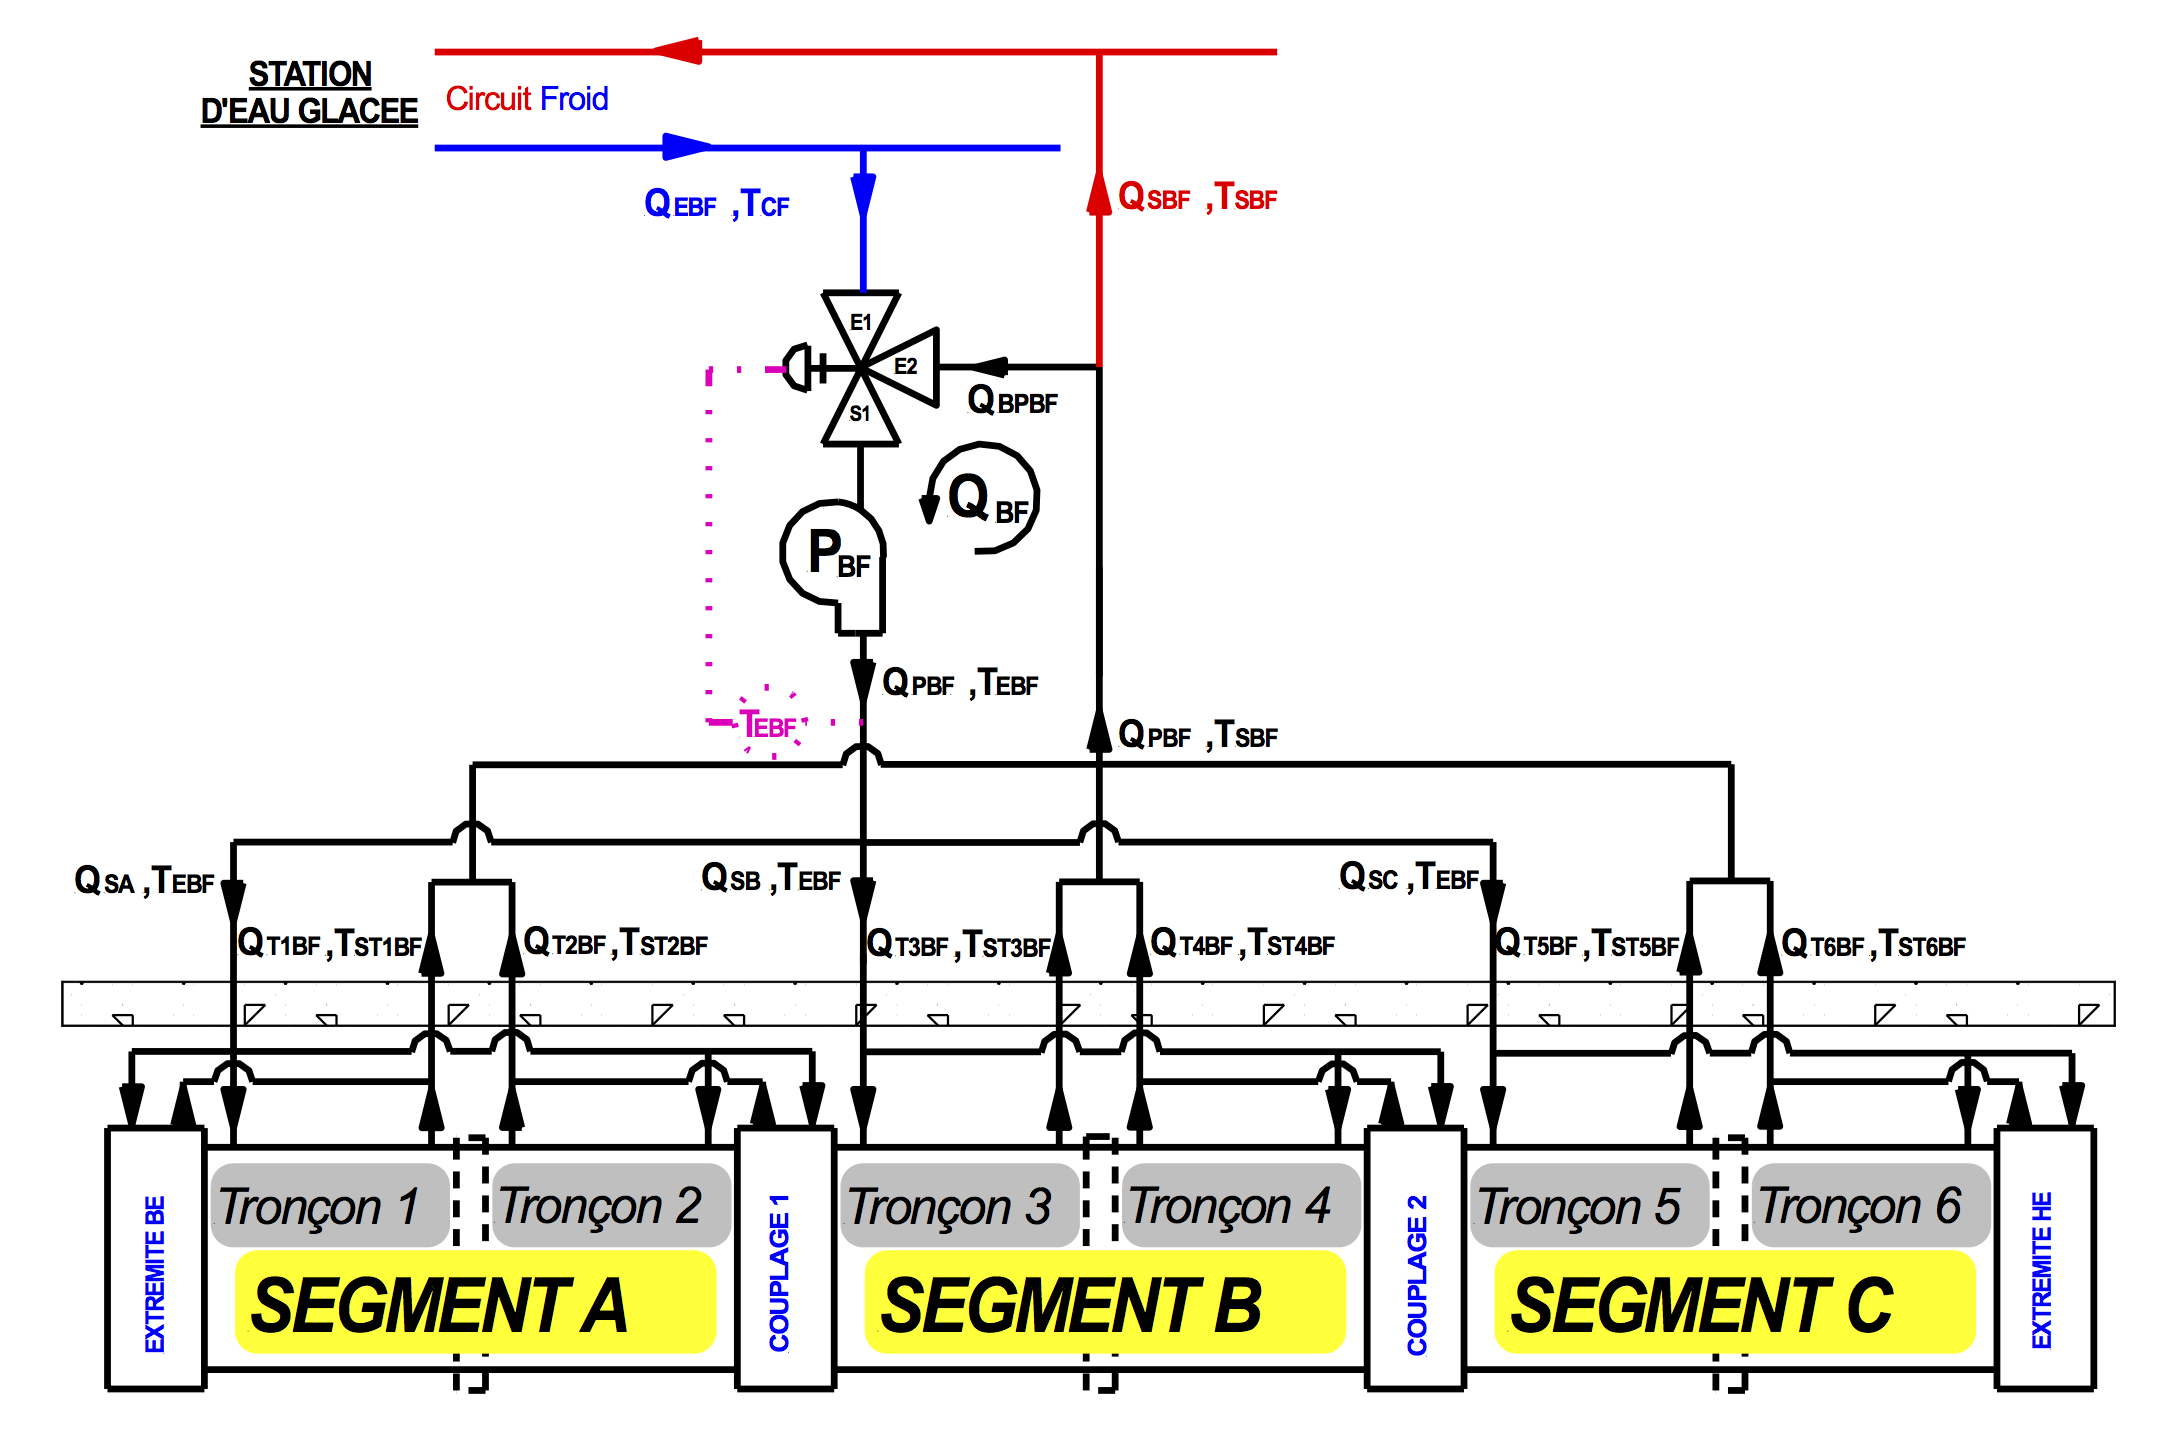 STATION
D'EAU GLACEE
Circuit Froid
QEBF ,TCF
QSBF ,TSBF
E1
E2
S1
QBPBF
QBF
PBF
QPBF ,TEBF
TEBF
QPBF ,TSBF
QSA ,TEBF
QSB ,TEBF
QSC ,TEBF
QT1BF ,TST1BF
QT2BF ,TST2BF
QT3BF ,TST3BF
QT4BF ,TST4BF
QT5BF ,TST5BF
QT6BF ,TST6BF
EXTREMITE BE
Tronçon 1
Tronçon 2
COUPLAGE 1
Tronçon 3
Tronçon 4
COUPLAGE 2
Tronçon 5
Tronçon 6
EXTREMITE HE
SEGMENT A
SEGMENT B
SEGMENT C